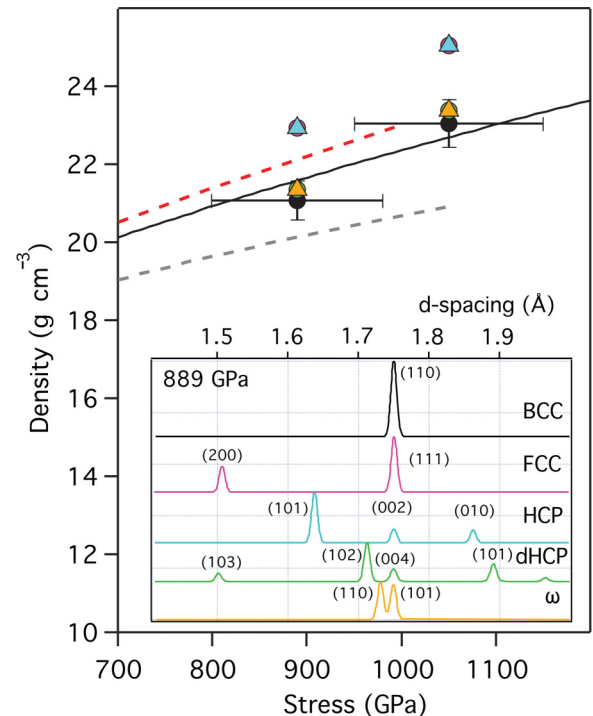 24
22
20
18
16
14
12
10
Density (g cm⁻³)
d-spacing (Å)
1.5 1.6 1.7 1.8 1.9
889 GPa
(110)
BCC
(200) (111)
FCC
(101) (002) (010)
HCP
(103) (102) (004) (101)
dHCP
(110) (101)
ω
700 800 900 1000 1100
Stress (GPa)